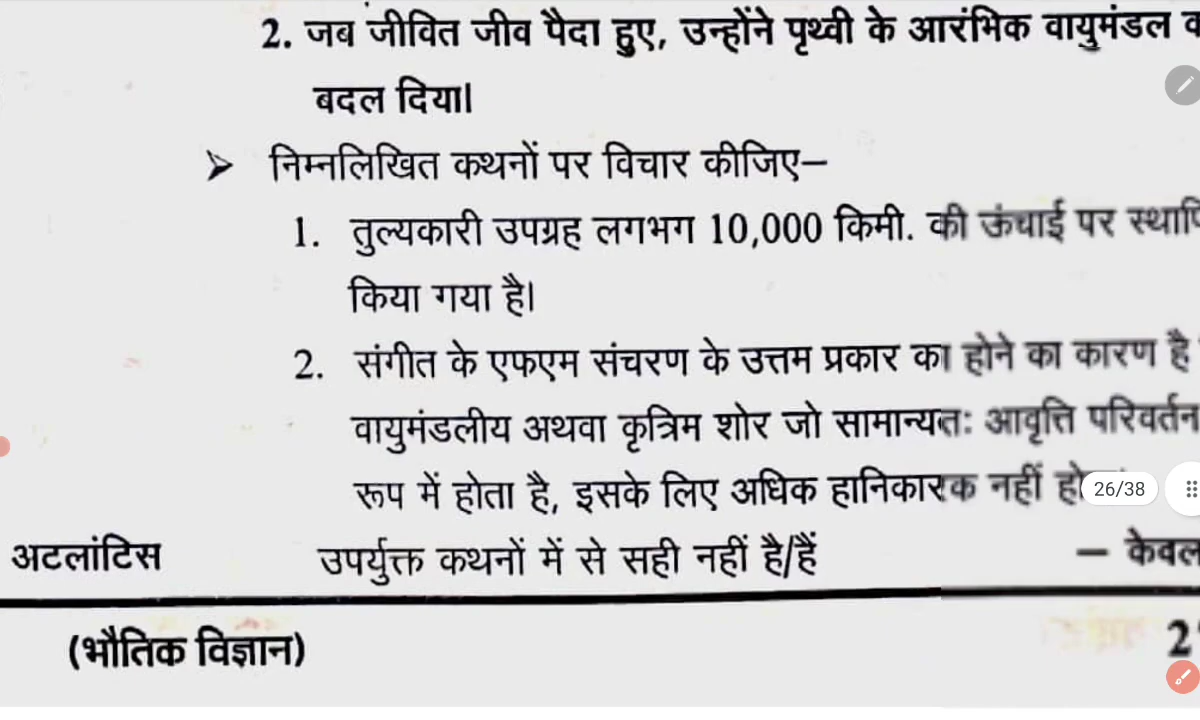 2. जब जीवित जीव पैदा हुए, उन्होंने पृथ्वी के आरंभिक वायुमंडल
बदल दिया।
➢ निम्नलिखित कथनों पर विचार कीजिए–
1. तुल्यकारी उपग्रह लगभग 10,000 किमी. की ऊंचाई पर
किया गया है।
2. संगीत के एफएम संचरण के उत्तम प्रकार का होने का कारण है
वायुमंडलीय अथवा कृत्रिम शोर जो सामान्यतः आवृत्ति परिवर्तन
रूप में होता है, इसके लिए अधिक हानिकारक नहीं
26/38
अटलांटिस उपर्युक्त कथनों में से सही नहीं है/हैं – केवल
(भौतिक विज्ञान)